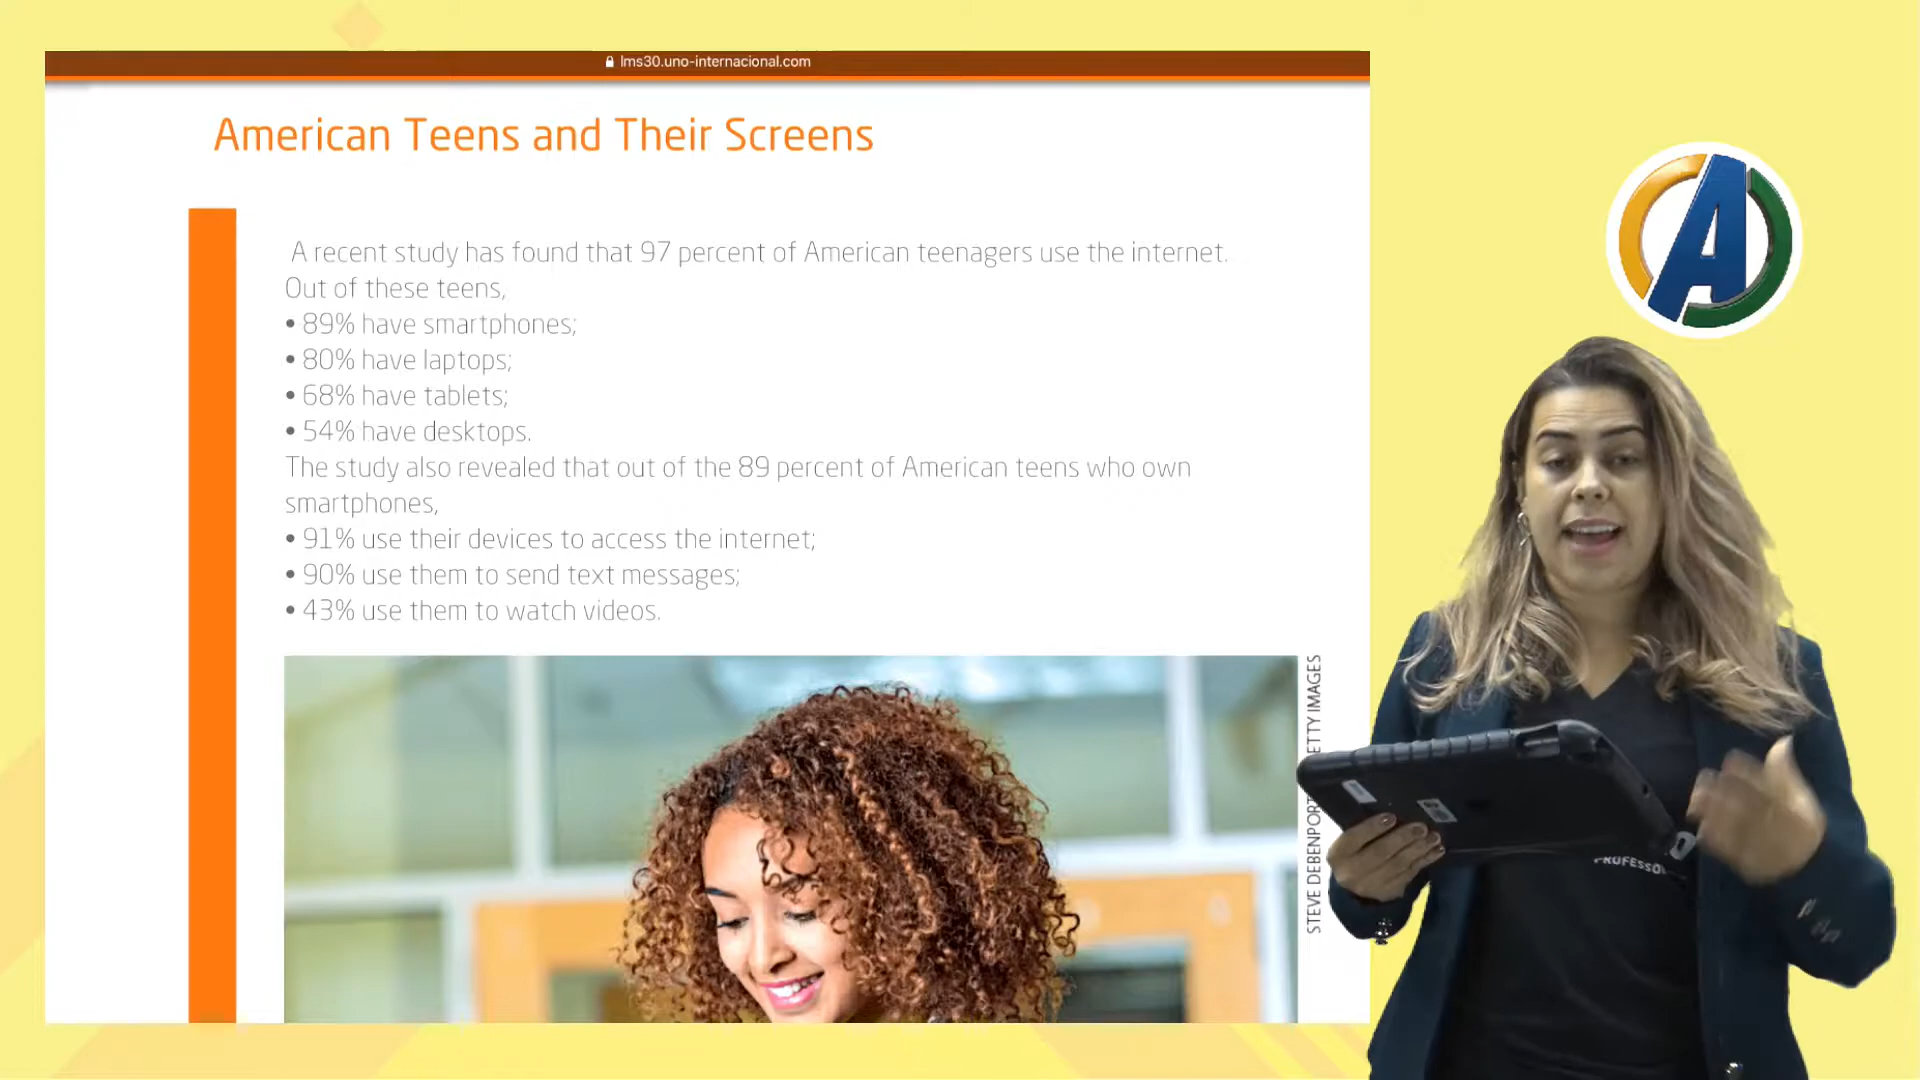 lms30.uno-internacional.com
American Teens and Their Screens
A recent study has found that 97 percent of American teenagers use the internet.
Out of these teens,
• 89% have smartphones;
• 80% have laptops;
• 68% have tablets;
• 54% have desktops.
The study also revealed that out of the 89 percent of American teens who own
smartphones,
• 91% use their devices to access the internet;
• 90% use them to send text messages;
• 43% use them to watch videos.
STEVE DEBENPORT ETTY IMAGES
A
PROFESSO